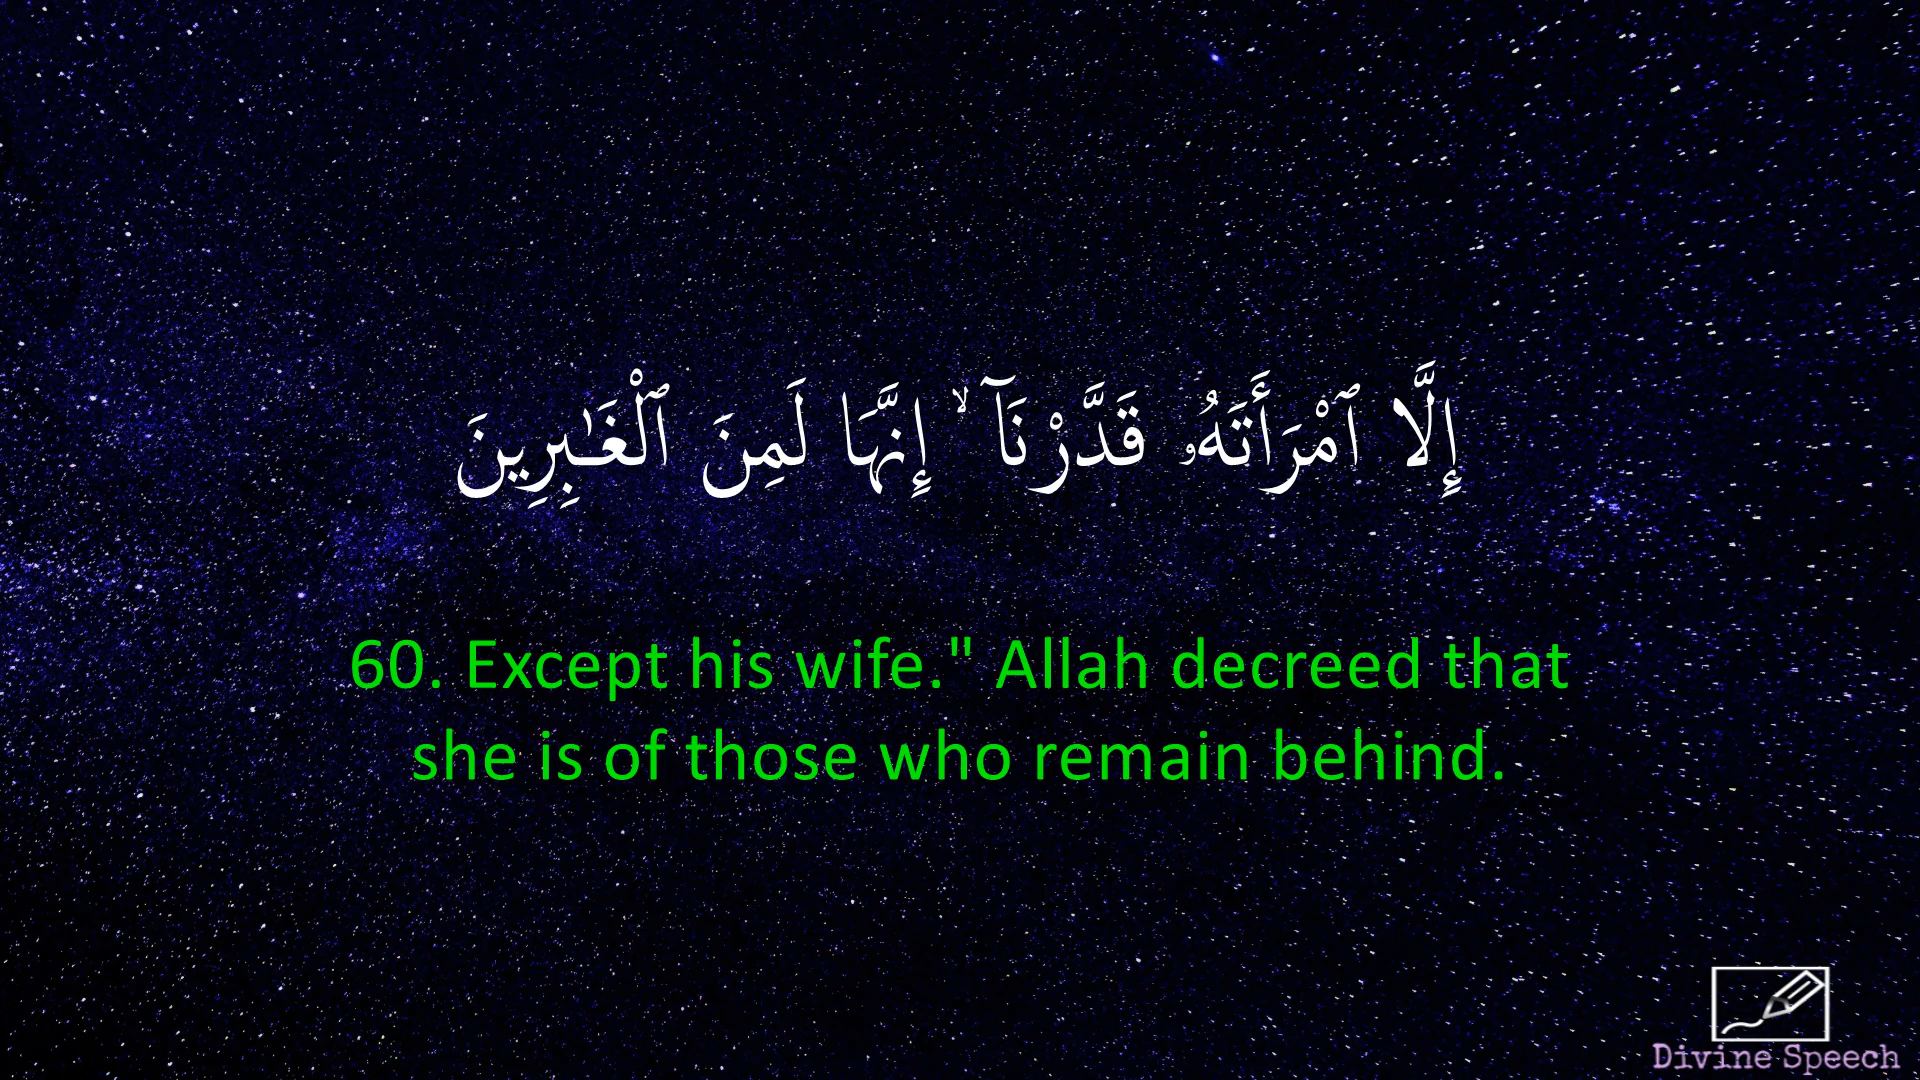 إِلَّا ٱمْرَأَتَهُۥ قَدَّرْنَآ ۙ إِنَّهَا لَمِنَ ٱلْغَـٰبِرِينَ
60. Except his wife." Allah decreed that
she is of those who remain behind.
Divine Speech